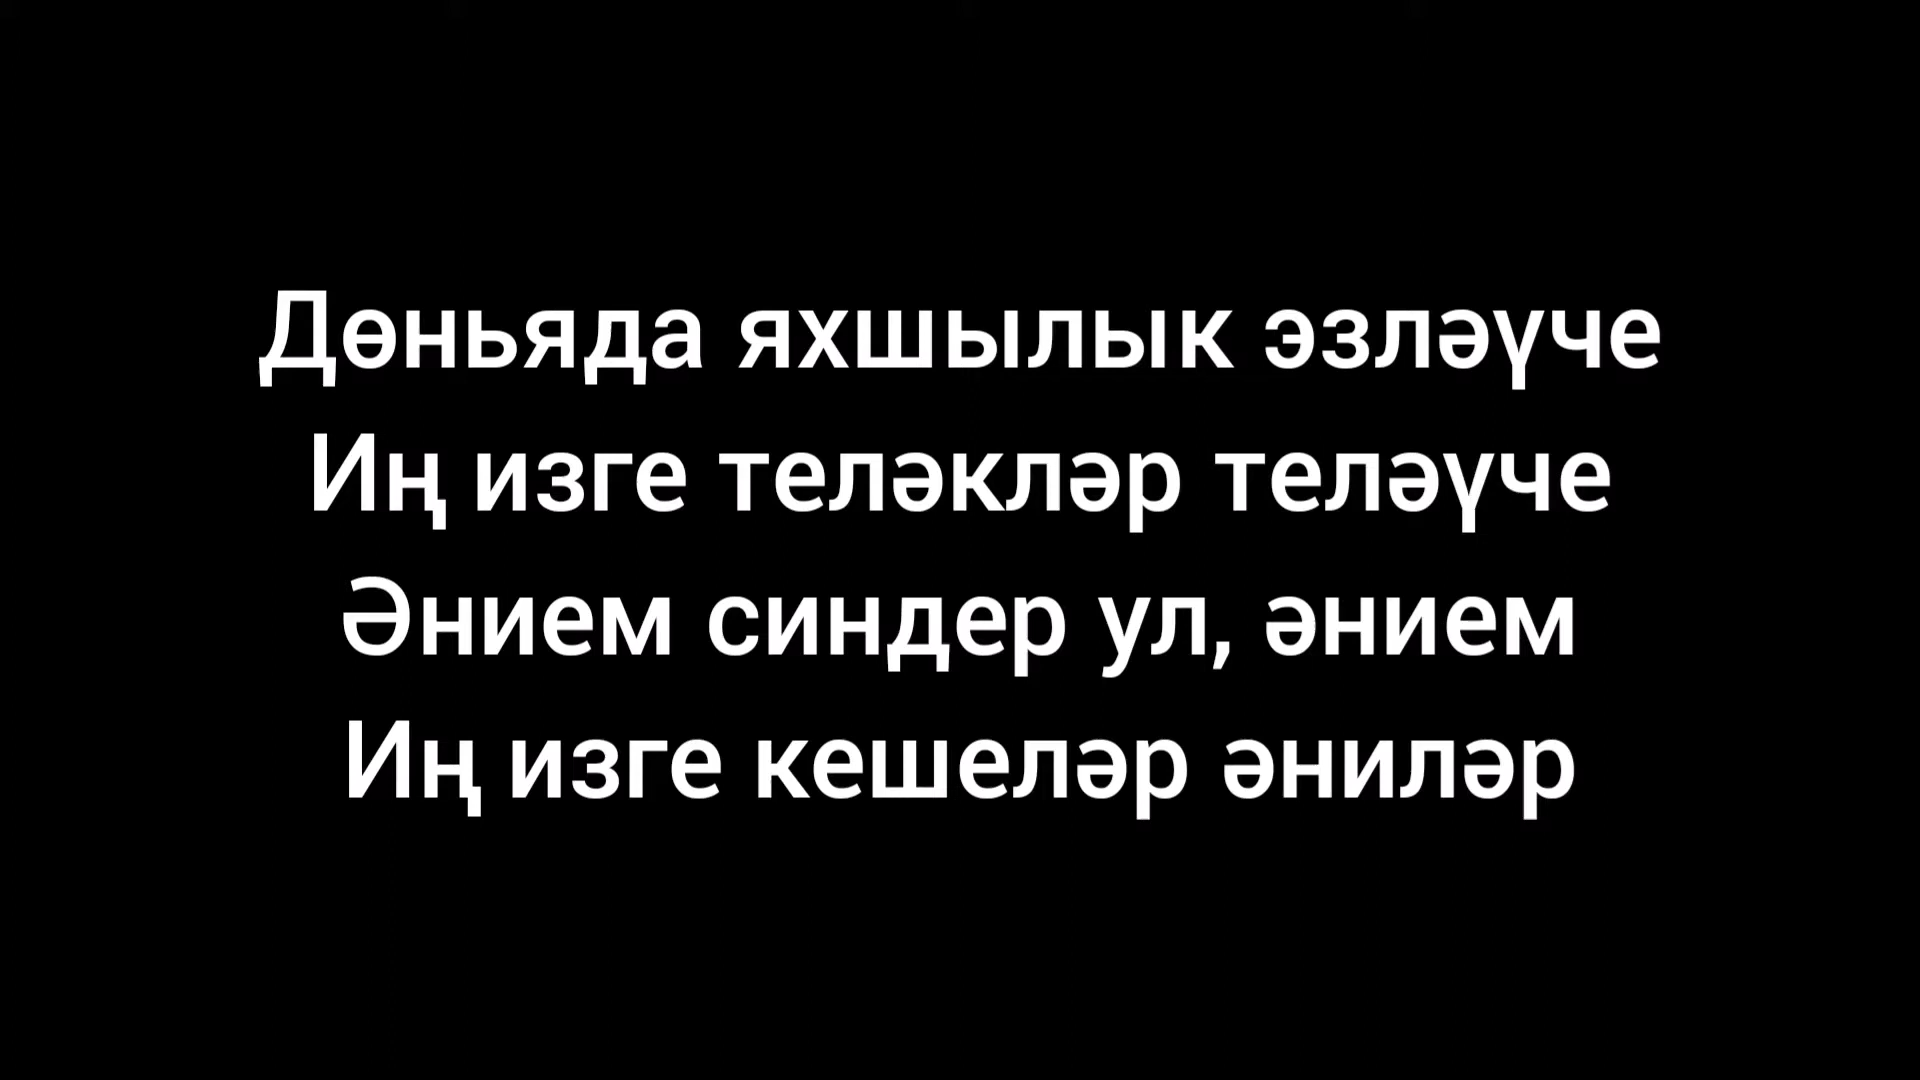 Дөньяда яхшылык эзләүче
Иң изге теләкләр теләүче
Әнием синдер ул, әнием
Иң изге кешеләр әниләр